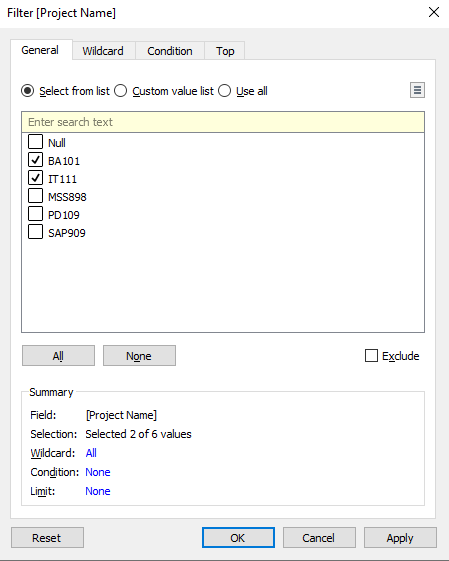 Filter [Project Name]
General Wildcard Condition Top
Select from list Custom value list Use all
Enter search text
Null
BA101
IT111
MSS898
PD109
SAP909
All None Exclude
Summary
Field: [Project Name]
Selection: Selected 2 of 6 values
Wildcard: All
Condition: None
Limit: None
Reset OK Cancel Apply